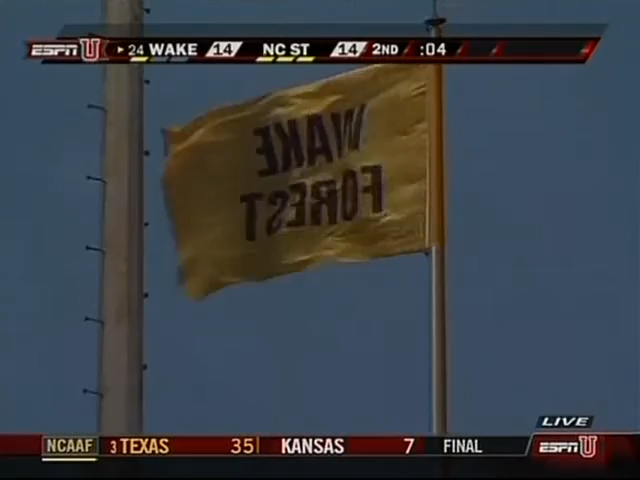 ESPN U 24 WAKE 14 NC ST 14 2ND :04
WAKE
FOREST
LIVE
NCAAF 3 TEXAS 35 KANSAS 7 FINAL ESPN U